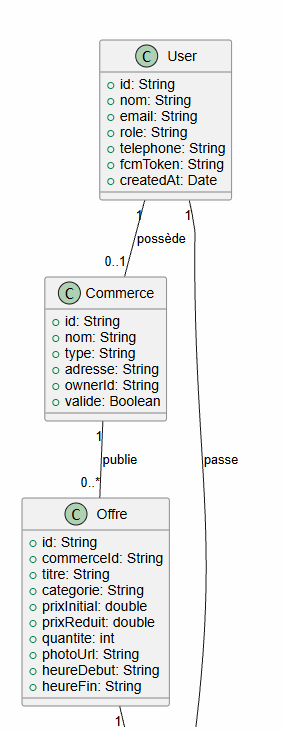 C User
id: String
nom: String
email: String
role: String
telephone: String
fcmToken: String
createdAt: Date
1 1
possède
0..1
C Commerce
id: String
nom: String
type: String
adresse: String
ownerId: String
valide: Boolean
1
publie passe
0..*
C Offre
id: String
commerceId: String
titre: String
categorie: String
prixInitial: double
prixReduit: double
quantite: int
photoUrl: String
heureDebut: String
heureFin: String
1